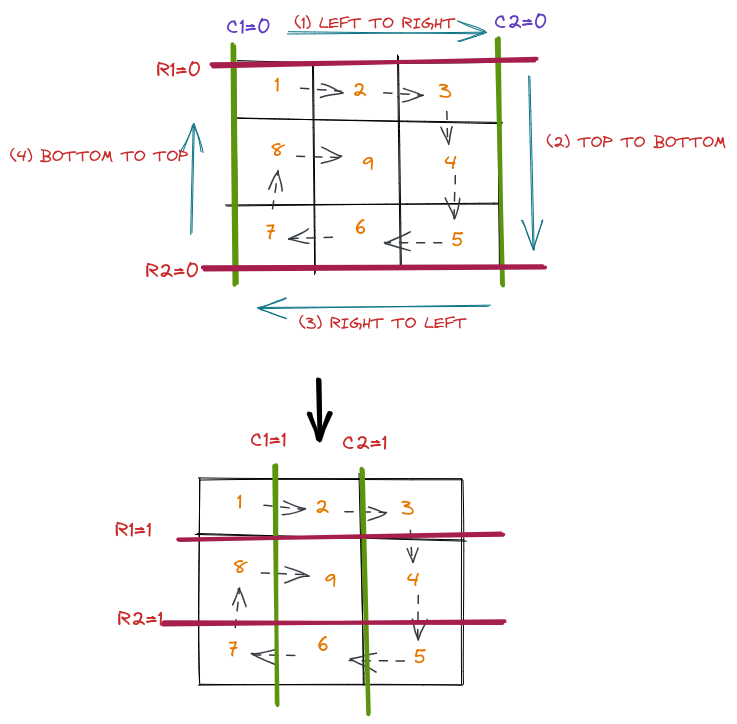 C1=0 (1) LEFT TO RIGHT C2=0
R1=0
1 2 3
(4) BOTTOM TO TOP 8 9 4 (2) TOP TO BOTTOM
7 6 5
R2=0
(3) RIGHT TO LEFT
C1=1 C2=1
1 2 3
R1=1
8 9 4
R2=1
7 6 5